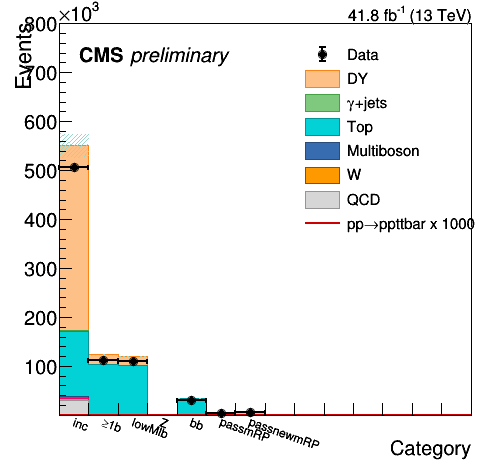 ×10³
41.8 fb⁻¹ (13 TeV)
Events
800
700
600
500
400
300
200
100
CMS preliminary
Data
DY
γ+jets
Top
Multiboson
W
QCD
pp→ppttbar x 1000
inc
≥1b
lowMib
Z
bb
passmRP
passnewmRP
Category